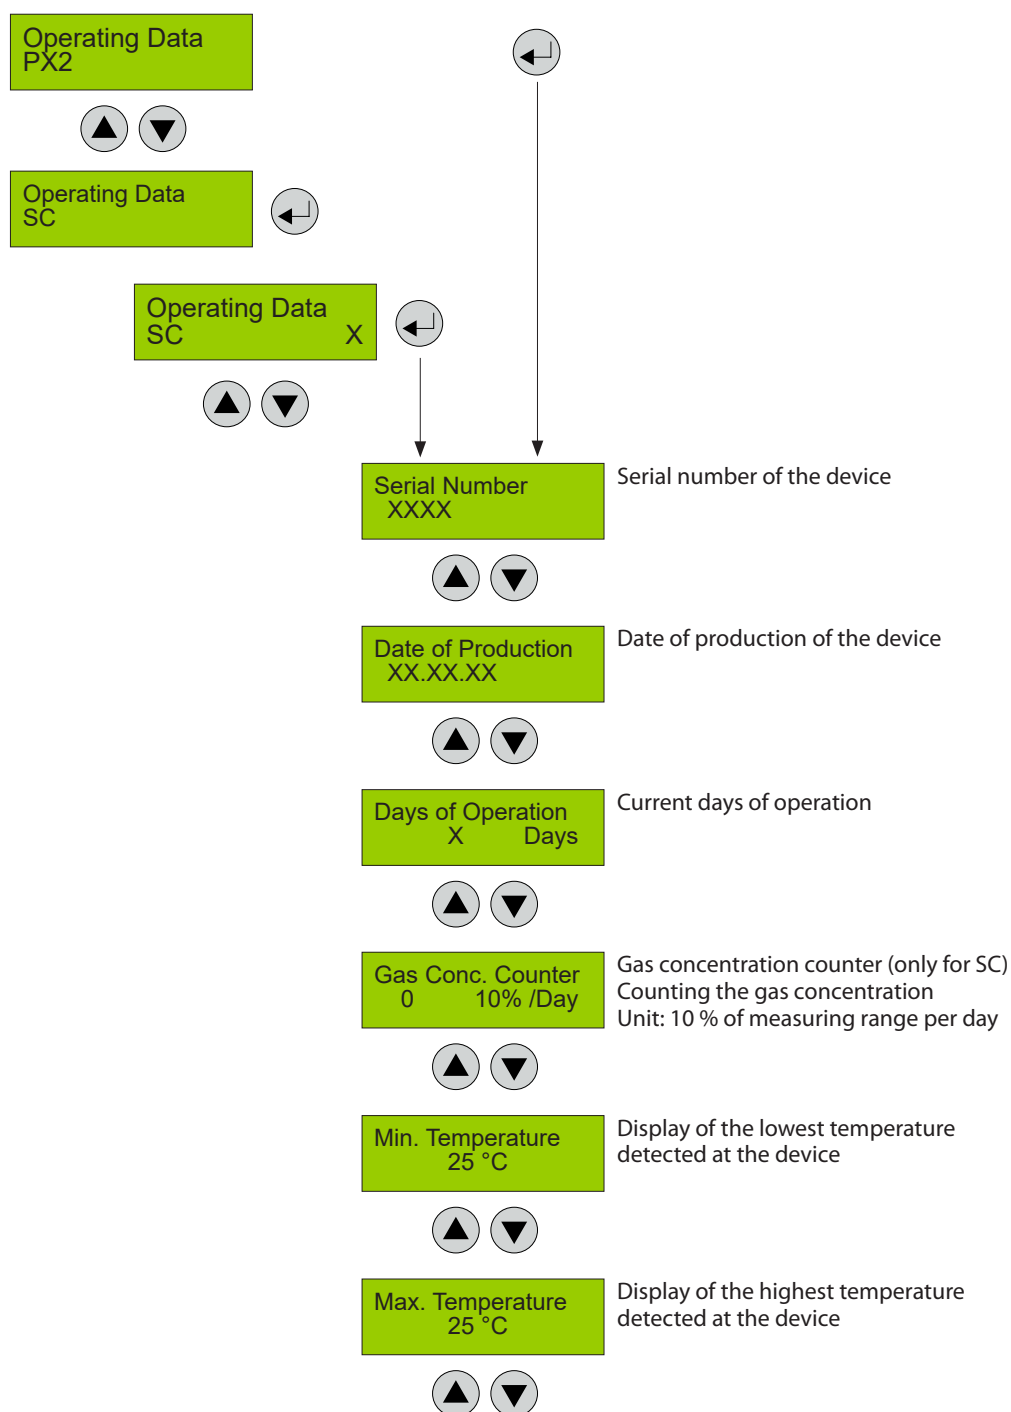 Operating Data
PX2
Operating Data
SC
Operating Data
SC X
Serial Number
XXXX
Serial number of the device
Date of Production
XX.XX.XX
Date of production of the device
Days of Operation
X Days
Current days of operation
Gas Conc. Counter
0 10% /Day
Gas concentration counter (only for SC)
Counting the gas concentration
Unit: 10 % of measuring range per day
Min. Temperature
25 °C
Display of the lowest temperature
detected at the device
Max. Temperature
25 °C
Display of the highest temperature
detected at the device